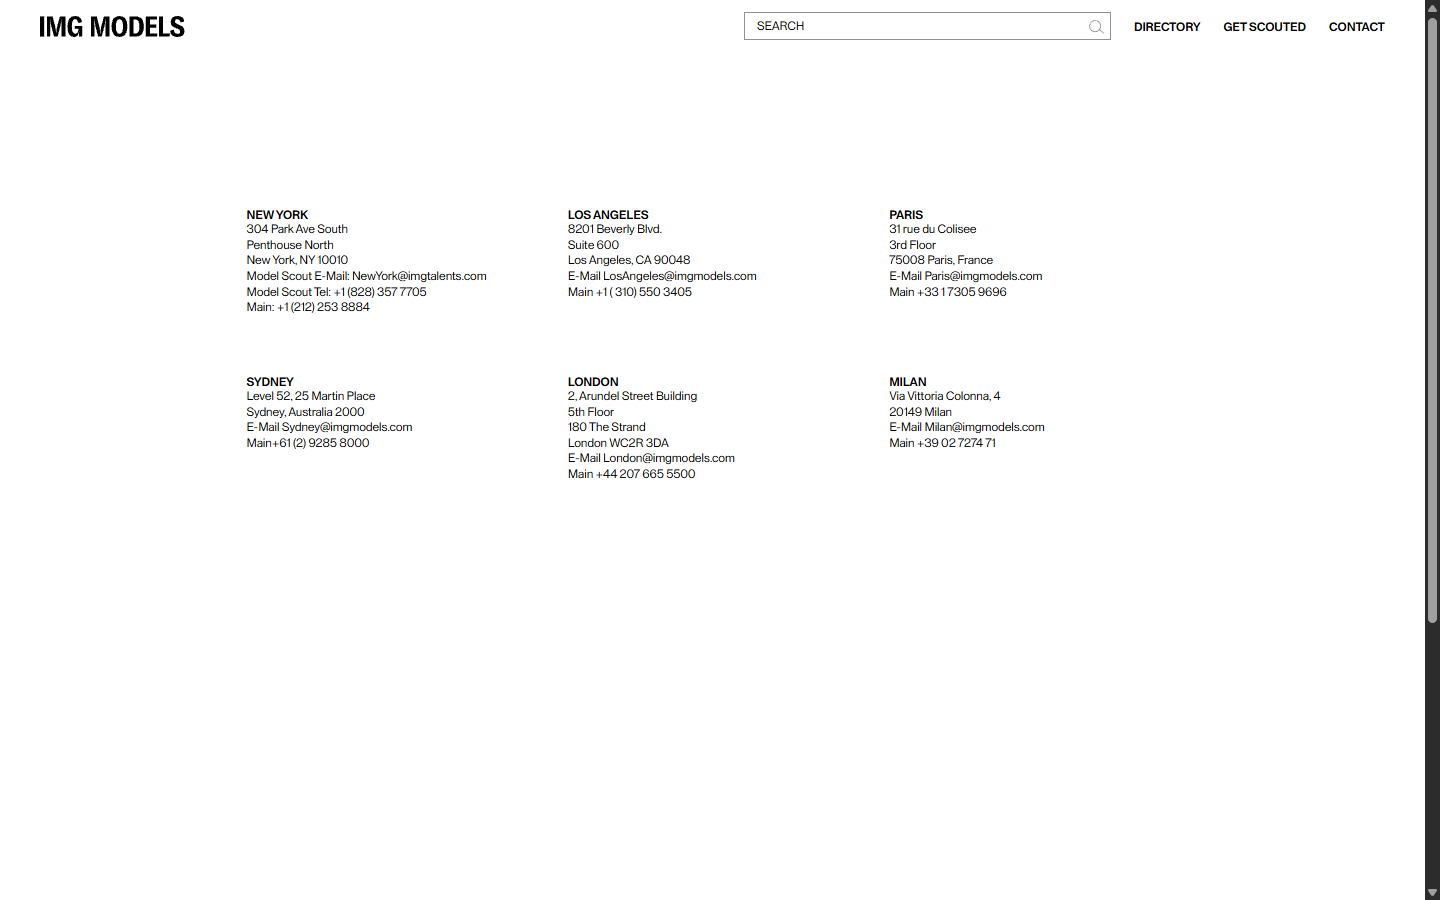 IMG MODELS
SEARCH
DIRECTORY
GET SCOUTED
CONTACT
NEW YORK
304 Park Ave South
Penthouse North
New York, NY 10010
Model Scout E-Mail: NewYork@imgtalents.com
Model Scout Tel: +1 (828) 357 7705
Main: +1 (212) 253 8884
LOS ANGELES
8201 Beverly Blvd.
Suite 600
Los Angeles, CA 90048
E-Mail LosAngeles@imgmodels.com
Main +1 ( 310) 550 3405
PARIS
31 rue du Colisee
3rd Floor
75008 Paris, France
E-Mail Paris@imgmodels.com
Main +33 1 7305 9696
SYDNEY
Level 52, 25 Martin Place
Sydney, Australia 2000
E-Mail Sydney@imgmodels.com
Main+61 (2) 9285 8000
LONDON
2, Arundel Street Building
5th Floor
180 The Strand
London WC2R 3DA
E-Mail London@imgmodels.com
Main +44 207 665 5500
MILAN
Via Vittoria Colonna, 4
20149 Milan
E-Mail Milan@imgmodels.com
Main +39 02 7274 71